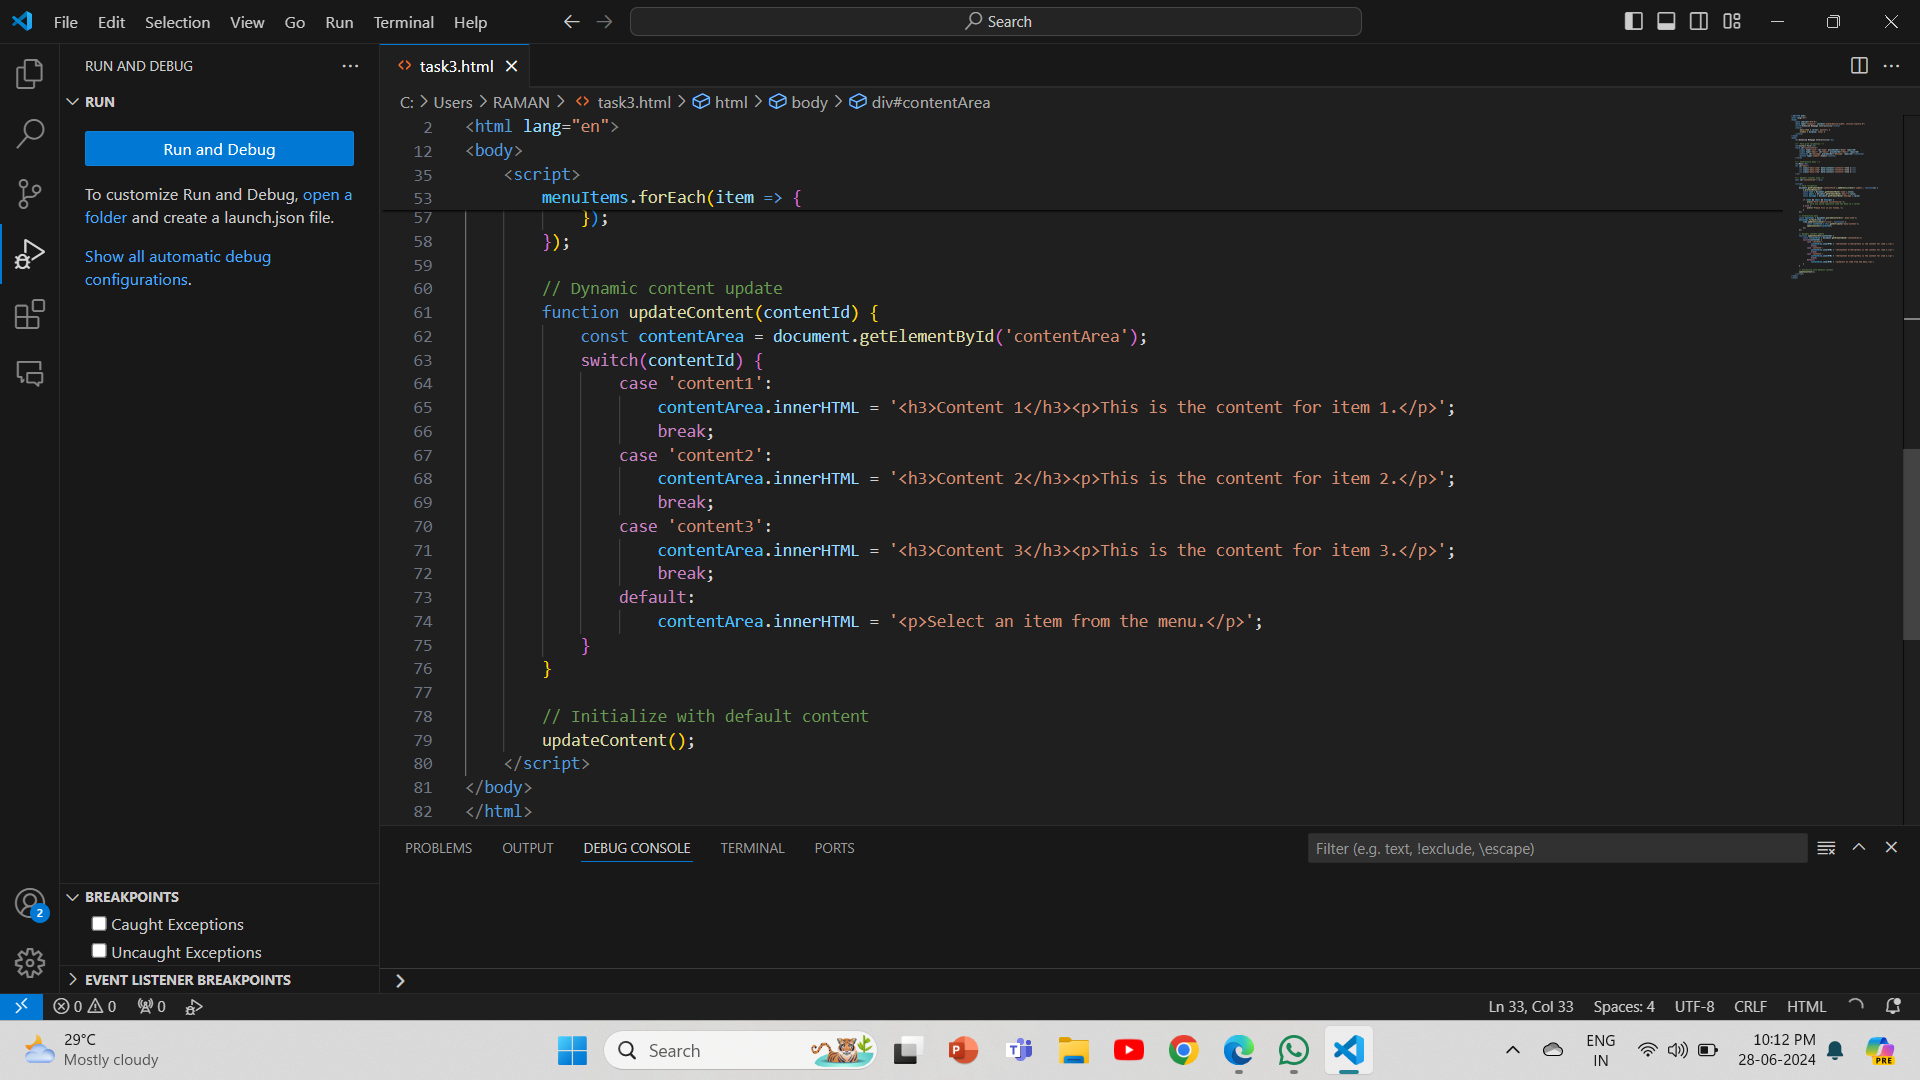 File Edit Selection View Go Run Terminal Help
Search
RUN AND DEBUG
RUN
Run and Debug
To customize Run and Debug, open a
folder and create a launch.json file.
Show all automatic debug
configurations.
BREAKPOINTS
Caught Exceptions
Uncaught Exceptions
EVENT LISTENER BREAKPOINTS
2
task3.html
C: > Users > RAMAN > task3.html > html > body > div#contentArea
2 <html lang="en">
12 <body>
35 <script>
53 menuItems.forEach(item => {
57 });
58 });
59
60 // Dynamic content update
61 function updateContent(contentId) {
62 const contentArea = document.getElementById('contentArea');
63 switch(contentId) {
64 case 'content1':
65 contentArea.innerHTML = '<h3>Content 1</h3><p>This is the content for item 1.</p>';
66 break;
67 case 'content2':
68 contentArea.innerHTML = '<h3>Content 2</h3><p>This is the content for item 2.</p>';
69 break;
70 case 'content3':
71 contentArea.innerHTML = '<h3>Content 3</h3><p>This is the content for item 3.</p>';
72 break;
73 default:
74 contentArea.innerHTML = '<p>Select an item from the menu.</p>';
75 }
76 }
77
78 // Initialize with default content
79 updateContent();
80 </script>
81 </body>
82 </html>
PROBLEMS OUTPUT DEBUG CONSOLE TERMINAL PORTS
Filter (e.g. text, !exclude, \escape)
0 0 0
Ln 33, Col 33 Spaces: 4 UTF-8 CRLF HTML
29°C
Mostly cloudy
Search
ENG
IN
10:12 PM
28-06-2024
PRE